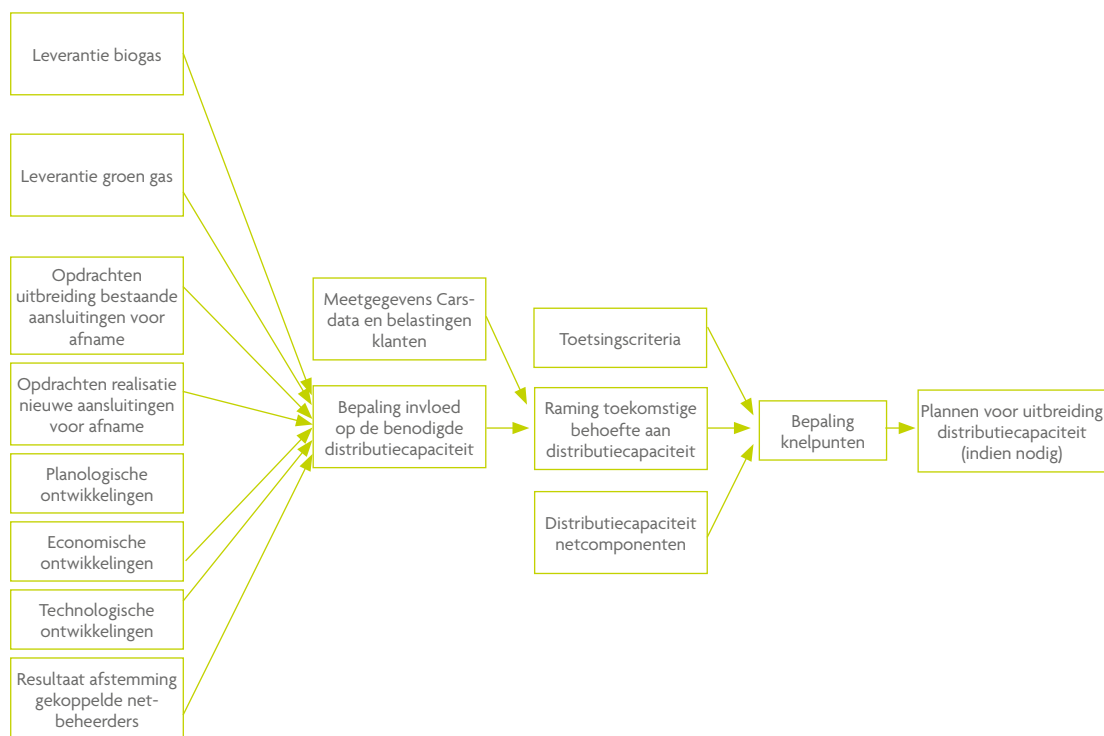 Leverantie biogas
Leverantie groen gas
Opdrachten
uitbreiding bestaande
aansluitingen voor
afname
Opdrachten realisatie
nieuwe aansluitingen
voor afname
Planologische
ontwikkelingen
Economische
ontwikkelingen
Technologische
ontwikkelingen
Resultaat afstemming
gekoppelde net-
beheerders
Meetgegevens Cars-
data en belastingen
klanten
Bepaling invloed
op de benodigde
distributiecapaciteit
Toetsingscriteria
Raming toekomstige
behoefte aan
distributiecapaciteit
Distributiecapaciteit
netcomponenten
Bepaling
knelpunten
Plannen voor uitbreiding
distributiecapaciteit
(indien nodig)